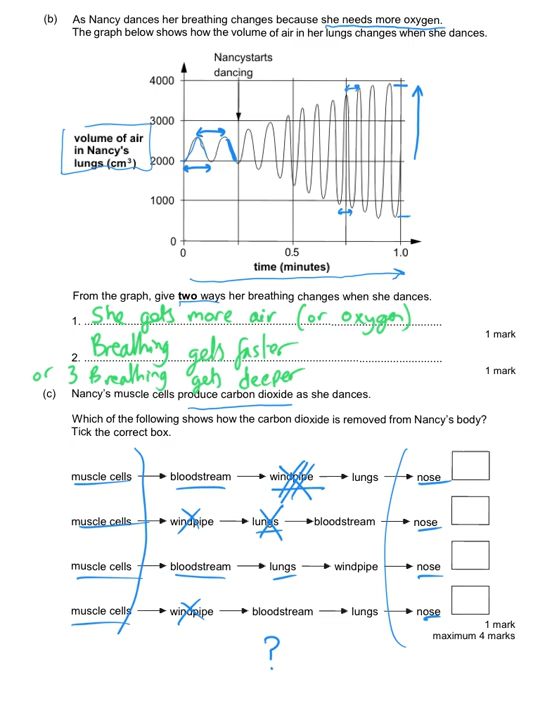 (b) As Nancy dances her breathing changes because she needs more oxygen.
The graph below shows how the volume of air in her lungs changes when she dances.
Nancystarts
dancing
4000
3000
volume of air
in Nancy's
lungs (cm³)
2000
1000
0
0 0.5 1.0
time (minutes)
From the graph, give two ways her breathing changes when she dances.
1. She gets more air (or oxygen)
1 mark
2. Breathing gets faster
1 mark
or 3 Breathing gets deeper
(c) Nancy's muscle cells produce carbon dioxide as she dances.
Which of the following shows how the carbon dioxide is removed from Nancy's body?
Tick the correct box.
muscle cells bloodstream windpipe lungs nose
muscle cells windpipe lungs bloodstream nose
muscle cells bloodstream lungs windpipe nose
muscle cells windpipe bloodstream lungs nose
1 mark
maximum 4 marks
?